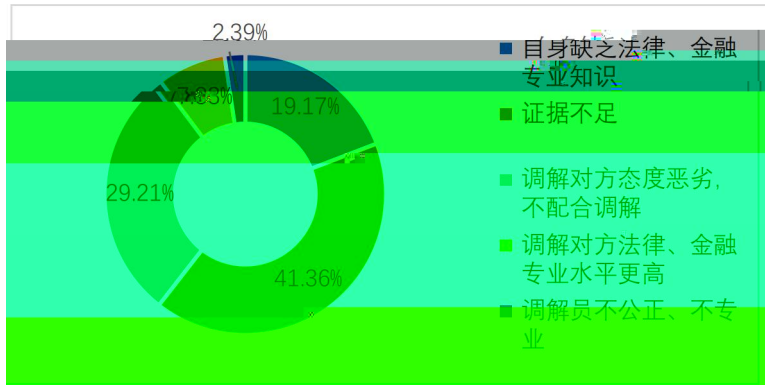 2.39%
自身缺乏法律、金融
专业知识
19.17%
证据不足
29.21%
调解对方态度恶劣,
不配合调解
调解对方法律、金融
专业水平更高
41.36%
调解员不公正、不专
业